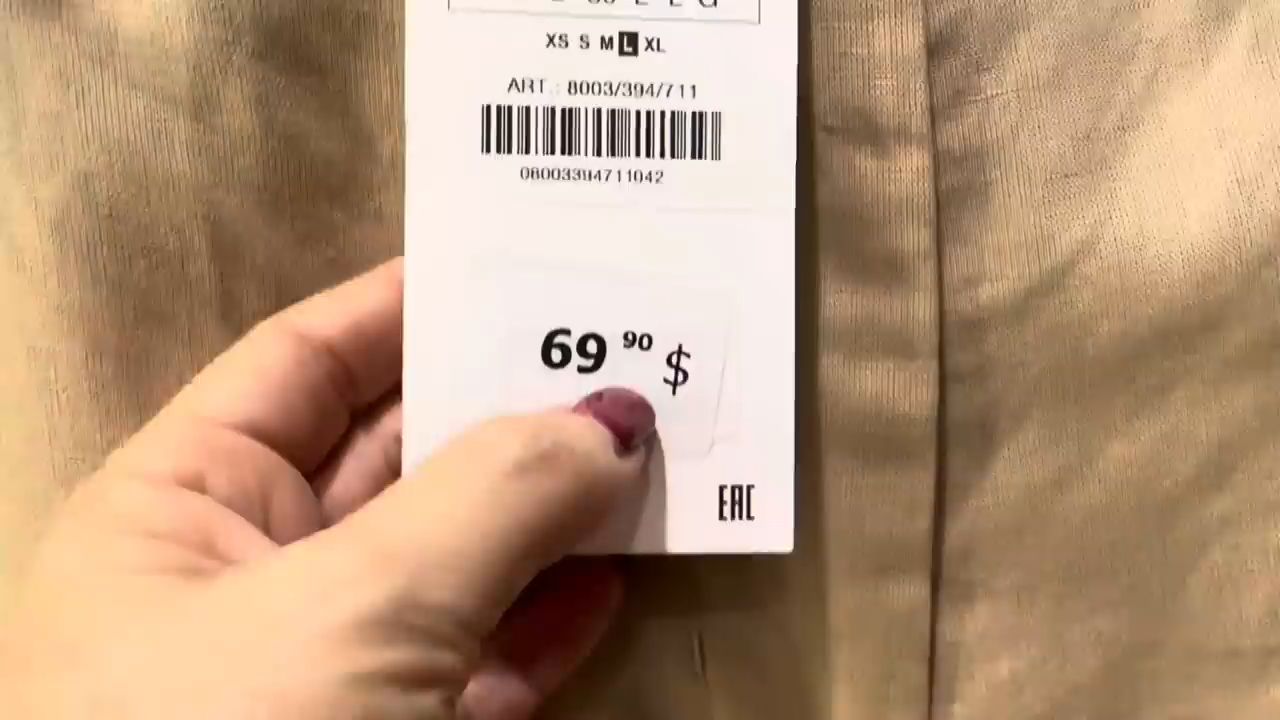 XS S M L XL
ART.: 8003/394/711
08003394711042
69 90 $
EAC